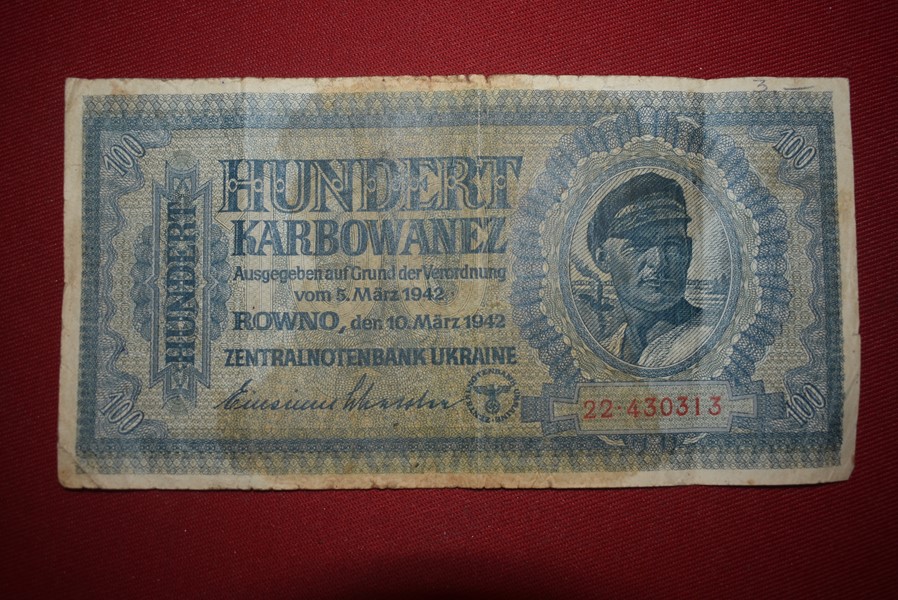 3.—
100
100
HUNDERT
HUNDERT
KARBOWANEZ
Ausgegeben auf Grund der Verordnung
vom 5. März 1942
ROWNO, den 10. März 1942
ZENTRALNOTENBANK UKRAINE
22·430313
100
100